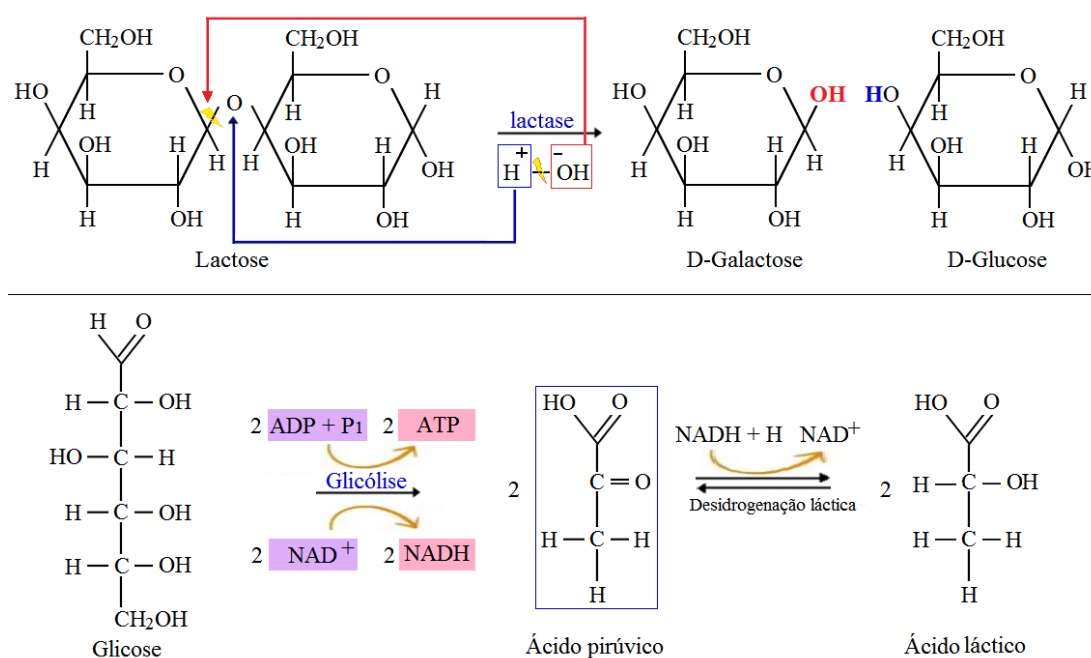 CH2OH CH2OH CH2OH CH2OH
O O O O
HO O H HO OH HO H
H H lactase H H
OH H H OH H OH H OH H
H H H H OH H+ - OH H H H OH
H OH H OH H OH H OH
Lactose D-Galactose D-Glucose
H O
H C OH HO O HO O
2 ADP + P1 2 ATP NADH + H NAD+
HO C H Glicólise 2 C = O 2 H C OH
Desidrogenação láctica
H C OH H C H H C H
2 NAD+ 2 NADH
H C OH H H
CH2OH
Glicose Ácido pirúvico Ácido láctico